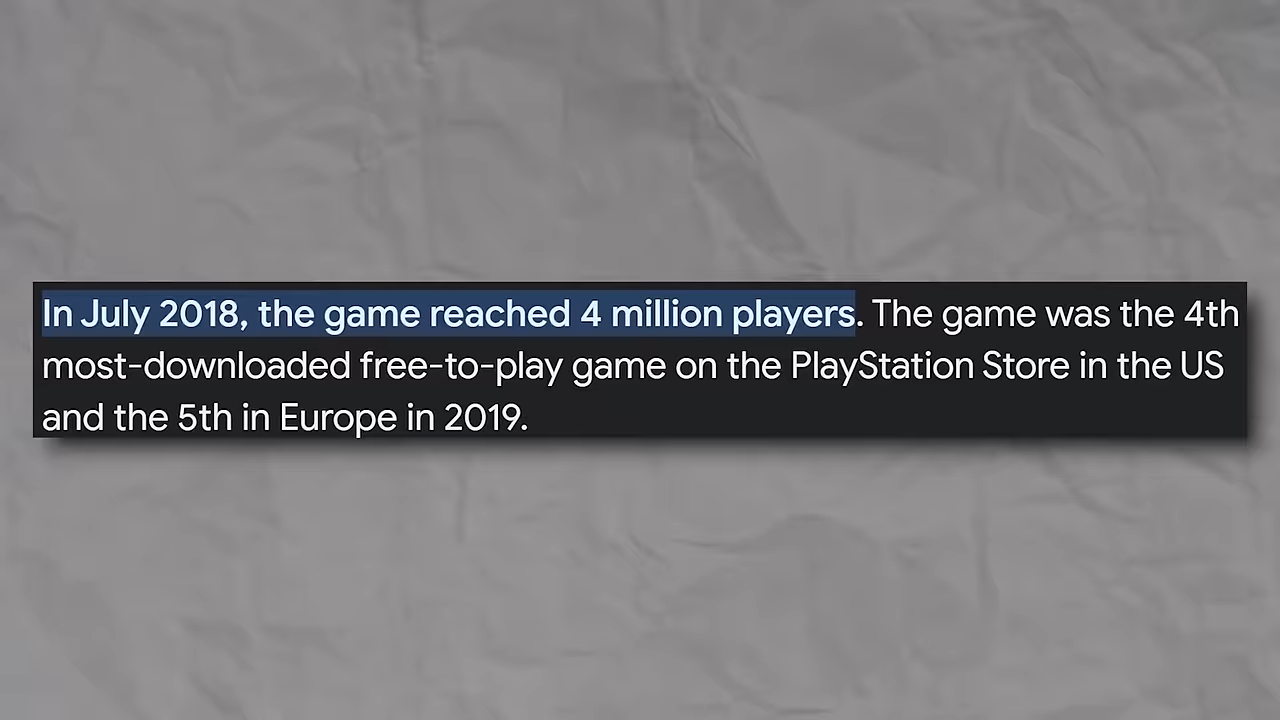 In July 2018, the game reached 4 million players. The game was the 4th
most-downloaded free-to-play game on the PlayStation Store in the US
and the 5th in Europe in 2019.